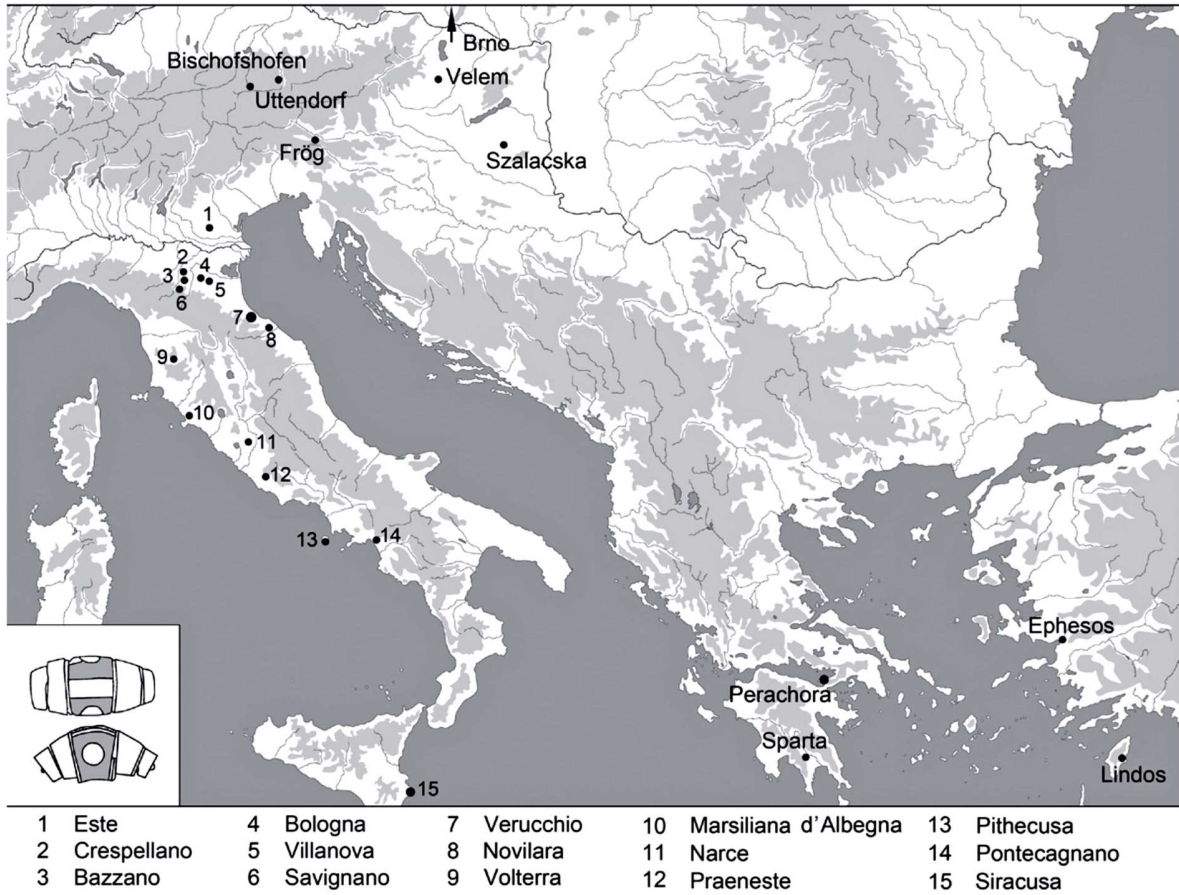 Brno
Bischofshofen
Velem
Uttendorf
Frög
Szalacska
1
2
3 4
5
6
7
8
9
10
11
12
13 14
Ephesos
Perachora
Sparta
Lindos
15
1 Este 4 Bologna 7 Verucchio 10 Marsiliana d'Albegna 13 Pithecusa
2 Crespellano 5 Villanova 8 Novilara 11 Narce 14 Pontecagnano
3 Bazzano 6 Savignano 9 Volterra 12 Praeneste 15 Siracusa